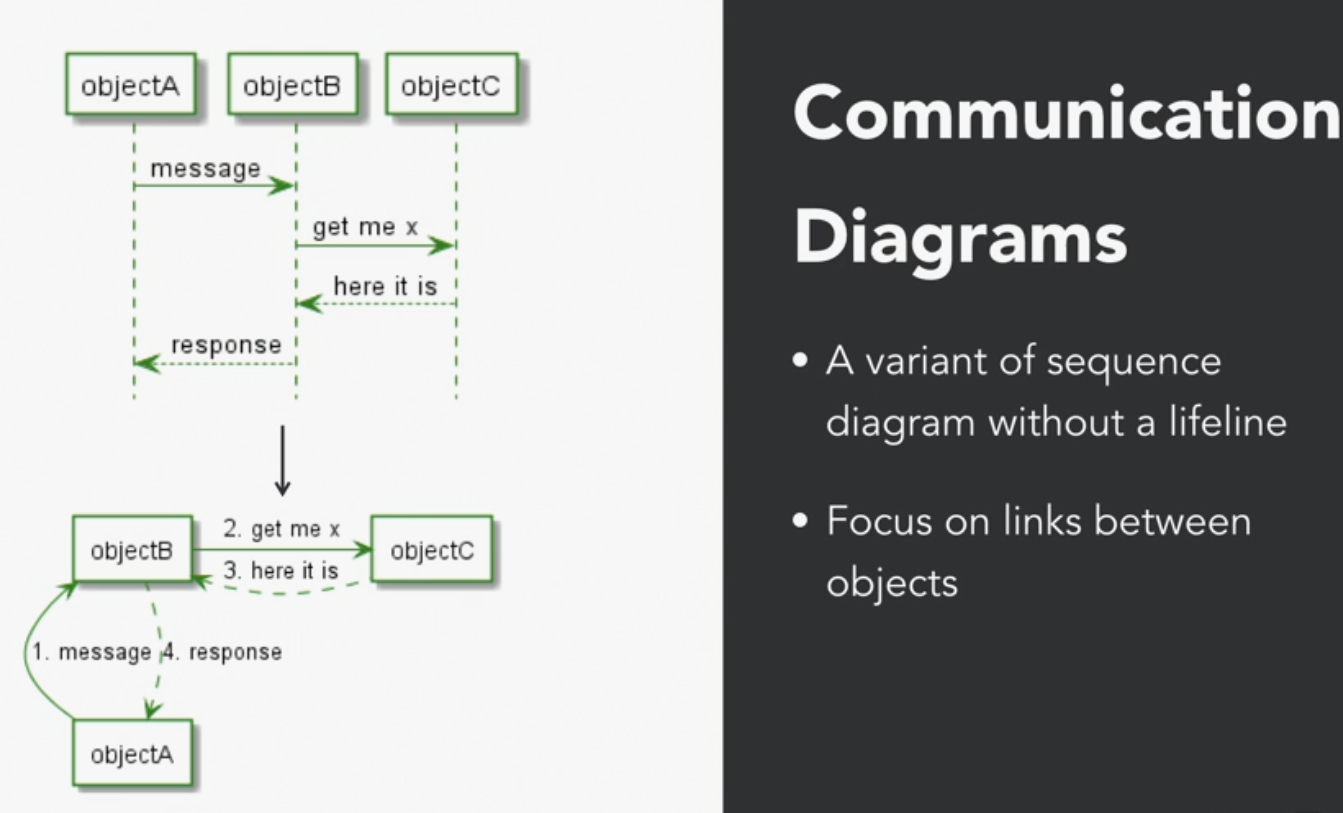 objectA objectB objectC
message
get me x
here it is
response
2. get me x
objectB objectC
3. here it is
1. message 4. response
objectA
Communication
Diagrams
• A variant of sequence
diagram without a lifeline
• Focus on links between
objects